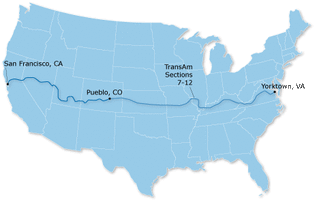 San Francisco, CA
TransAm
Sections
7-12
Pueblo, CO
Yorktown, VA